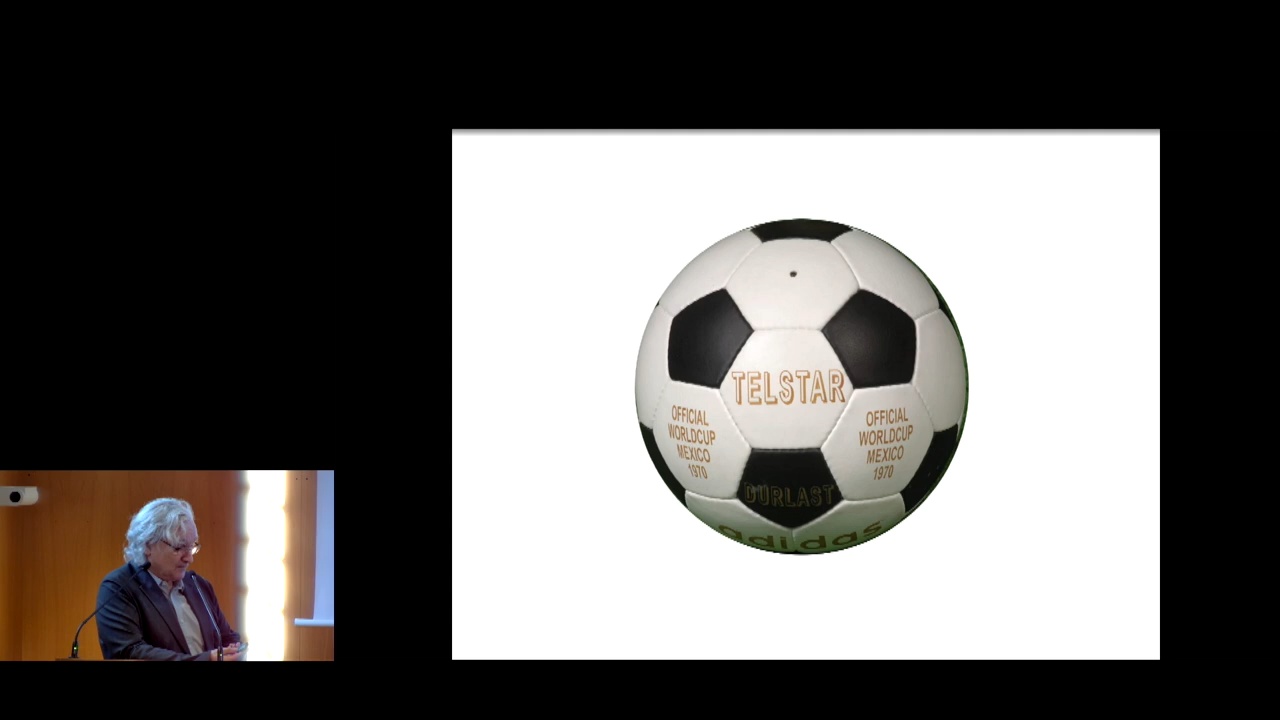 TELSTAR
OFFICIAL
WORLDCUP
MEXICO
1970
OFFICIAL
WORLDCUP
MEXICO
1970
DURLAST
adidas